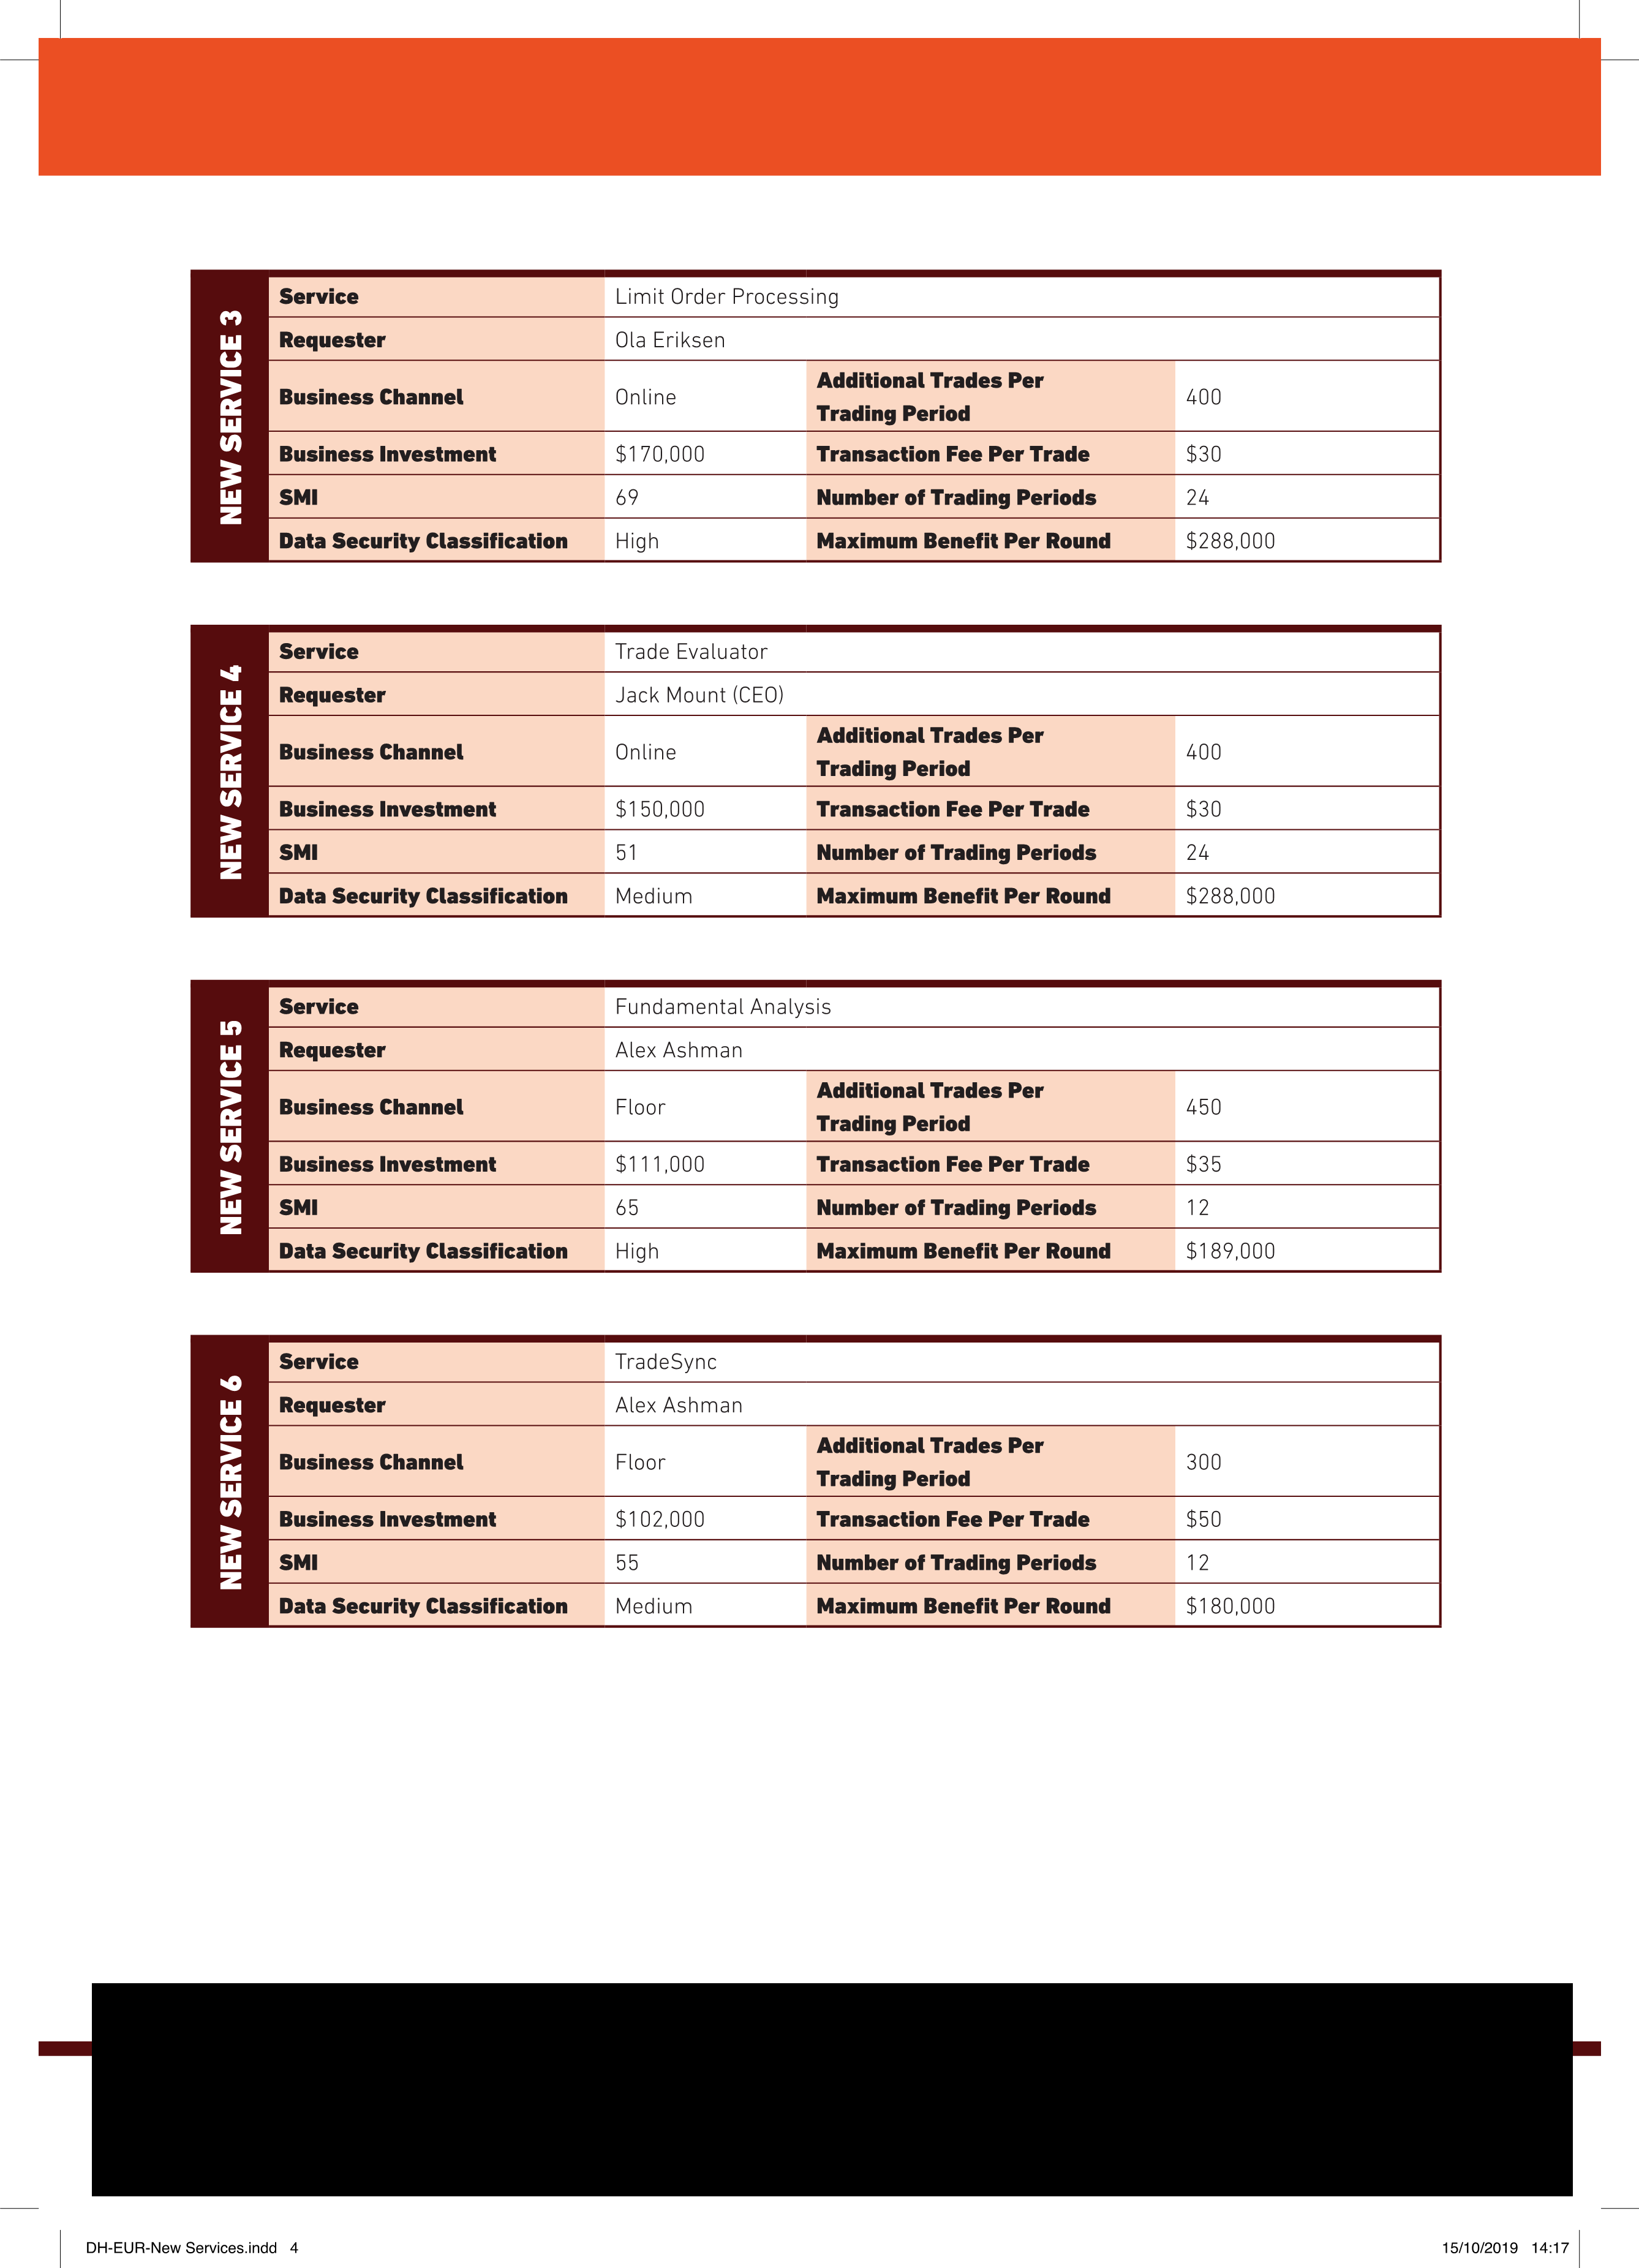 NEW SERVICE 3
Service Limit Order Processing
Requester Ola Eriksen
Business Channel Online Additional Trades Per Trading Period 400
Business Investment $170,000 Transaction Fee Per Trade $30
SMI 69 Number of Trading Periods 24
Data Security Classification High Maximum Benefit Per Round $288,000
NEW SERVICE 4
Service Trade Evaluator
Requester Jack Mount (CEO)
Business Channel Online Additional Trades Per Trading Period 400
Business Investment $150,000 Transaction Fee Per Trade $30
SMI 51 Number of Trading Periods 24
Data Security Classification Medium Maximum Benefit Per Round $288,000
NEW SERVICE 5
Service Fundamental Analysis
Requester Alex Ashman
Business Channel Floor Additional Trades Per Trading Period 450
Business Investment $111,000 Transaction Fee Per Trade $35
SMI 65 Number of Trading Periods 12
Data Security Classification High Maximum Benefit Per Round $189,000
NEW SERVICE 6
Service TradeSync
Requester Alex Ashman
Business Channel Floor Additional Trades Per Trading Period 300
Business Investment $102,000 Transaction Fee Per Trade $50
SMI 55 Number of Trading Periods 12
Data Security Classification Medium Maximum Benefit Per Round $180,000
DH-EUR-New Services.indd 4 15/10/2019 14:17